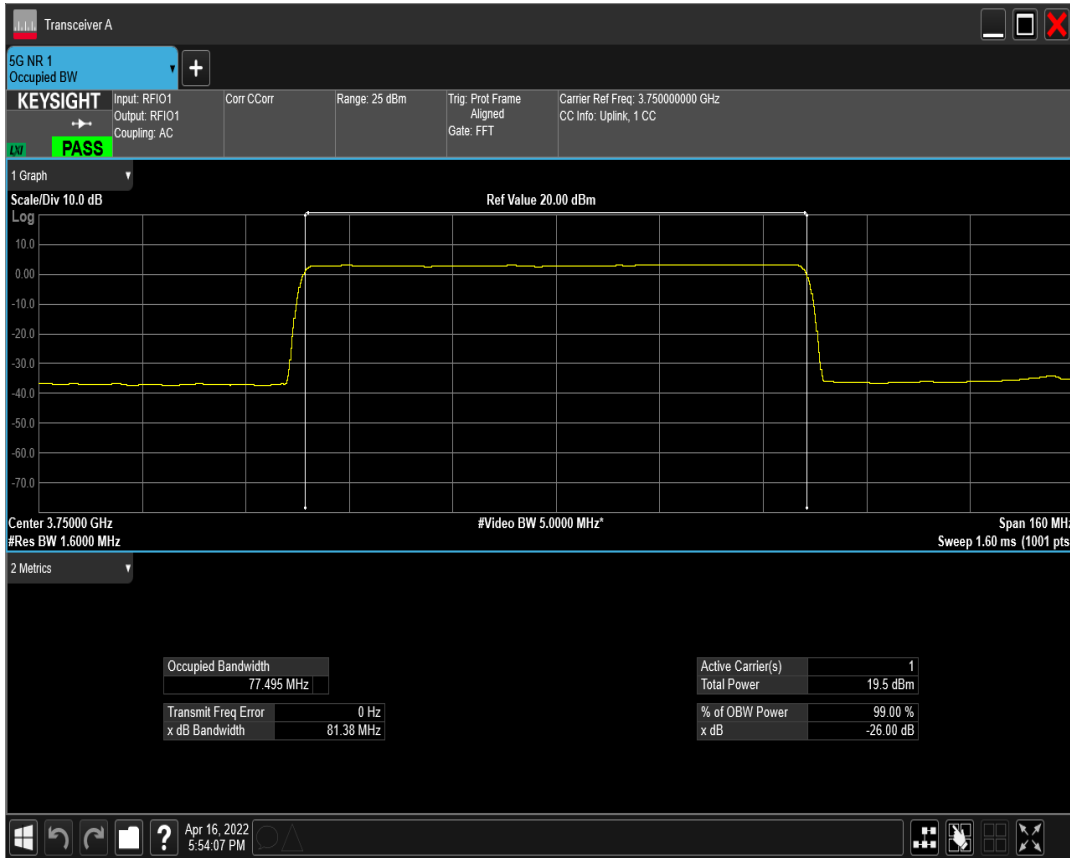 Transceiver A
5G NR 1
Occupied BW
+
KEYSIGHT
LXI
PASS
Input: RFIO1
Output: RFIO1
Coupling: AC
Corr CCorr
Range: 25 dBm
Trig: Prot Frame
Aligned
Gate: FFT
Carrier Ref Freq: 3.750000000 GHz
CC Info: Uplink, 1 CC
1 Graph
Scale/Div 10.0 dB
Ref Value 20.00 dBm
Log
10.0
0.00
-10.0
-20.0
-30.0
-40.0
-50.0
-60.0
-70.0
Center 3.75000 GHz
#Video BW 5.0000 MHz*
Span 160 MHz
#Res BW 1.6000 MHz
Sweep 1.60 ms (1001 pts
2 Metrics
Occupied Bandwidth
77.495 MHz
Transmit Freq Error 0 Hz
x dB Bandwidth 81.38 MHz
Active Carrier(s) 1
Total Power 19.5 dBm
% of OBW Power 99.00 %
x dB -26.00 dB
?
Apr 16, 2022
5:54:07 PM